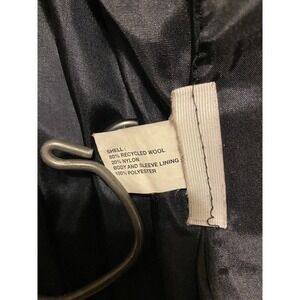 SHELL:
80% RECYCLED WOOL
20% NYLON
BODY AND SLEEVE LINING
100% POLYESTER